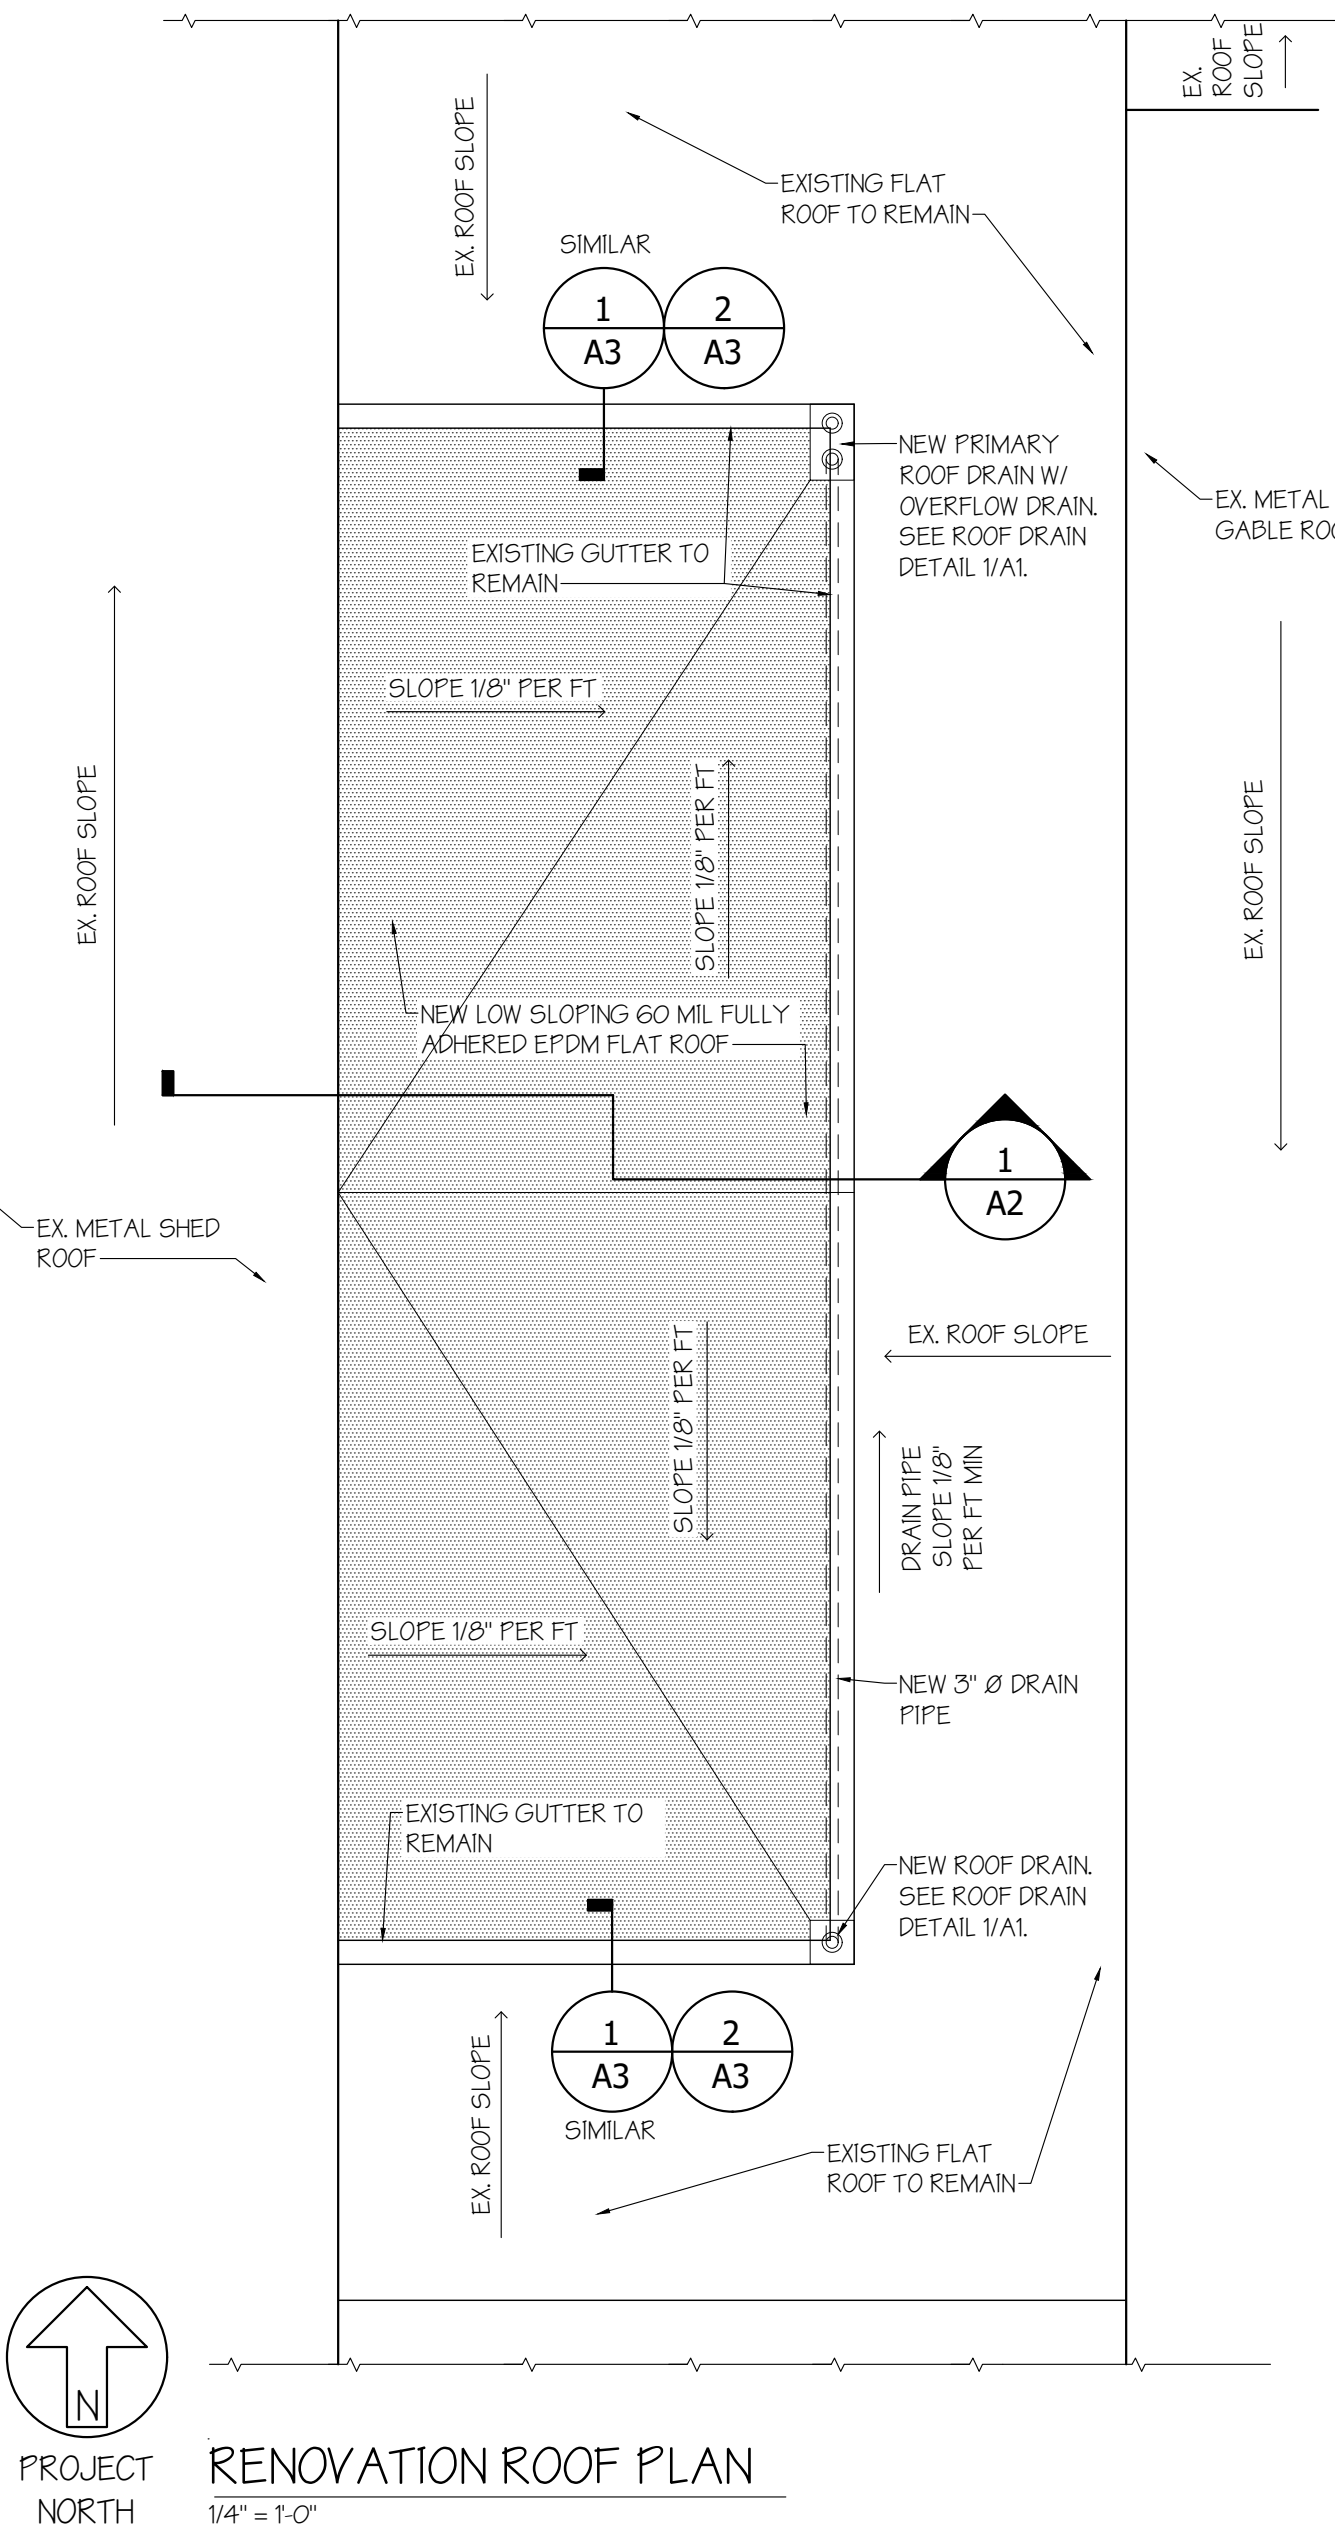 EX.
ROOF
SLOPE
EX. ROOF SLOPE
EXISTING FLAT
ROOF TO REMAIN
SIMILAR
1
A3
2
A3
NEW PRIMARY
ROOF DRAIN W/
OVERFLOW DRAIN.
SEE ROOF DRAIN
DETAIL 1/A1.
EX. METAL
GABLE ROO
EXISTING GUTTER TO
REMAIN
SLOPE 1/8" PER FT
EX. ROOF SLOPE
SLOPE 1/8" PER FT
EX. ROOF SLOPE
NEW LOW SLOPING 60 MIL FULLY
ADHERED EPDM FLAT ROOF
1
A2
EX. METAL SHED
ROOF
EX. ROOF SLOPE
SLOPE 1/8" PER FT
DRAIN PIPE
SLOPE 1/8"
PER FT MIN
SLOPE 1/8" PER FT
NEW 3" Ø DRAIN
PIPE
EXISTING GUTTER TO
REMAIN
NEW ROOF DRAIN.
SEE ROOF DRAIN
DETAIL 1/A1.
1
A3
2
A3
SIMILAR
EX. ROOF SLOPE
EXISTING FLAT
ROOF TO REMAIN
N
PROJECT
NORTH
RENOVATION ROOF PLAN
1/4" = 1'-0"